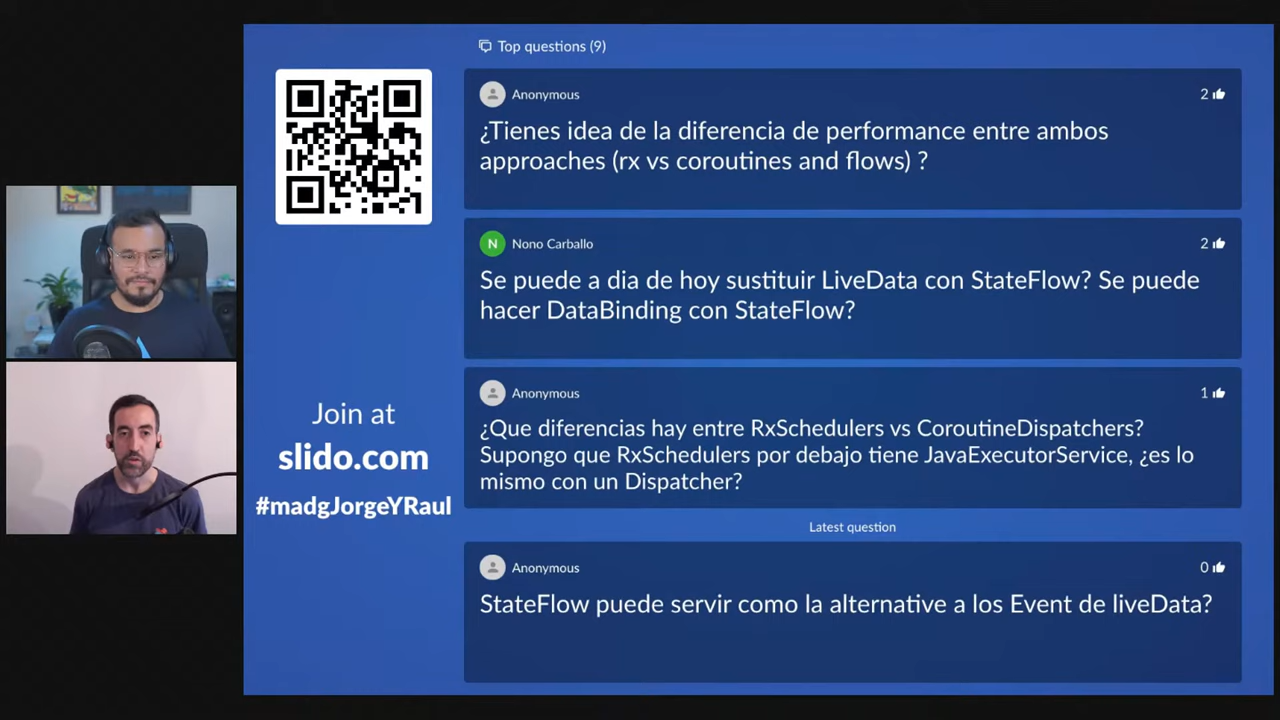 Top questions (9)
Anonymous
2
¿Tienes idea de la diferencia de performance entre ambos
approaches (rx vs coroutines and flows) ?
N
Nono Carballo
2
Se puede a dia de hoy sustituir LiveData con StateFlow? Se puede
hacer DataBinding con StateFlow?
Anonymous
1
¿Que diferencias hay entre RxSchedulers vs CoroutineDispatchers?
Supongo que RxSchedulers por debajo tiene JavaExecutorService, ¿es lo
mismo con un Dispatcher?
Latest question
Anonymous
0
StateFlow puede servir como la alternative a los Event de liveData?
Join at
slido.com
#madgJorgeYRaul